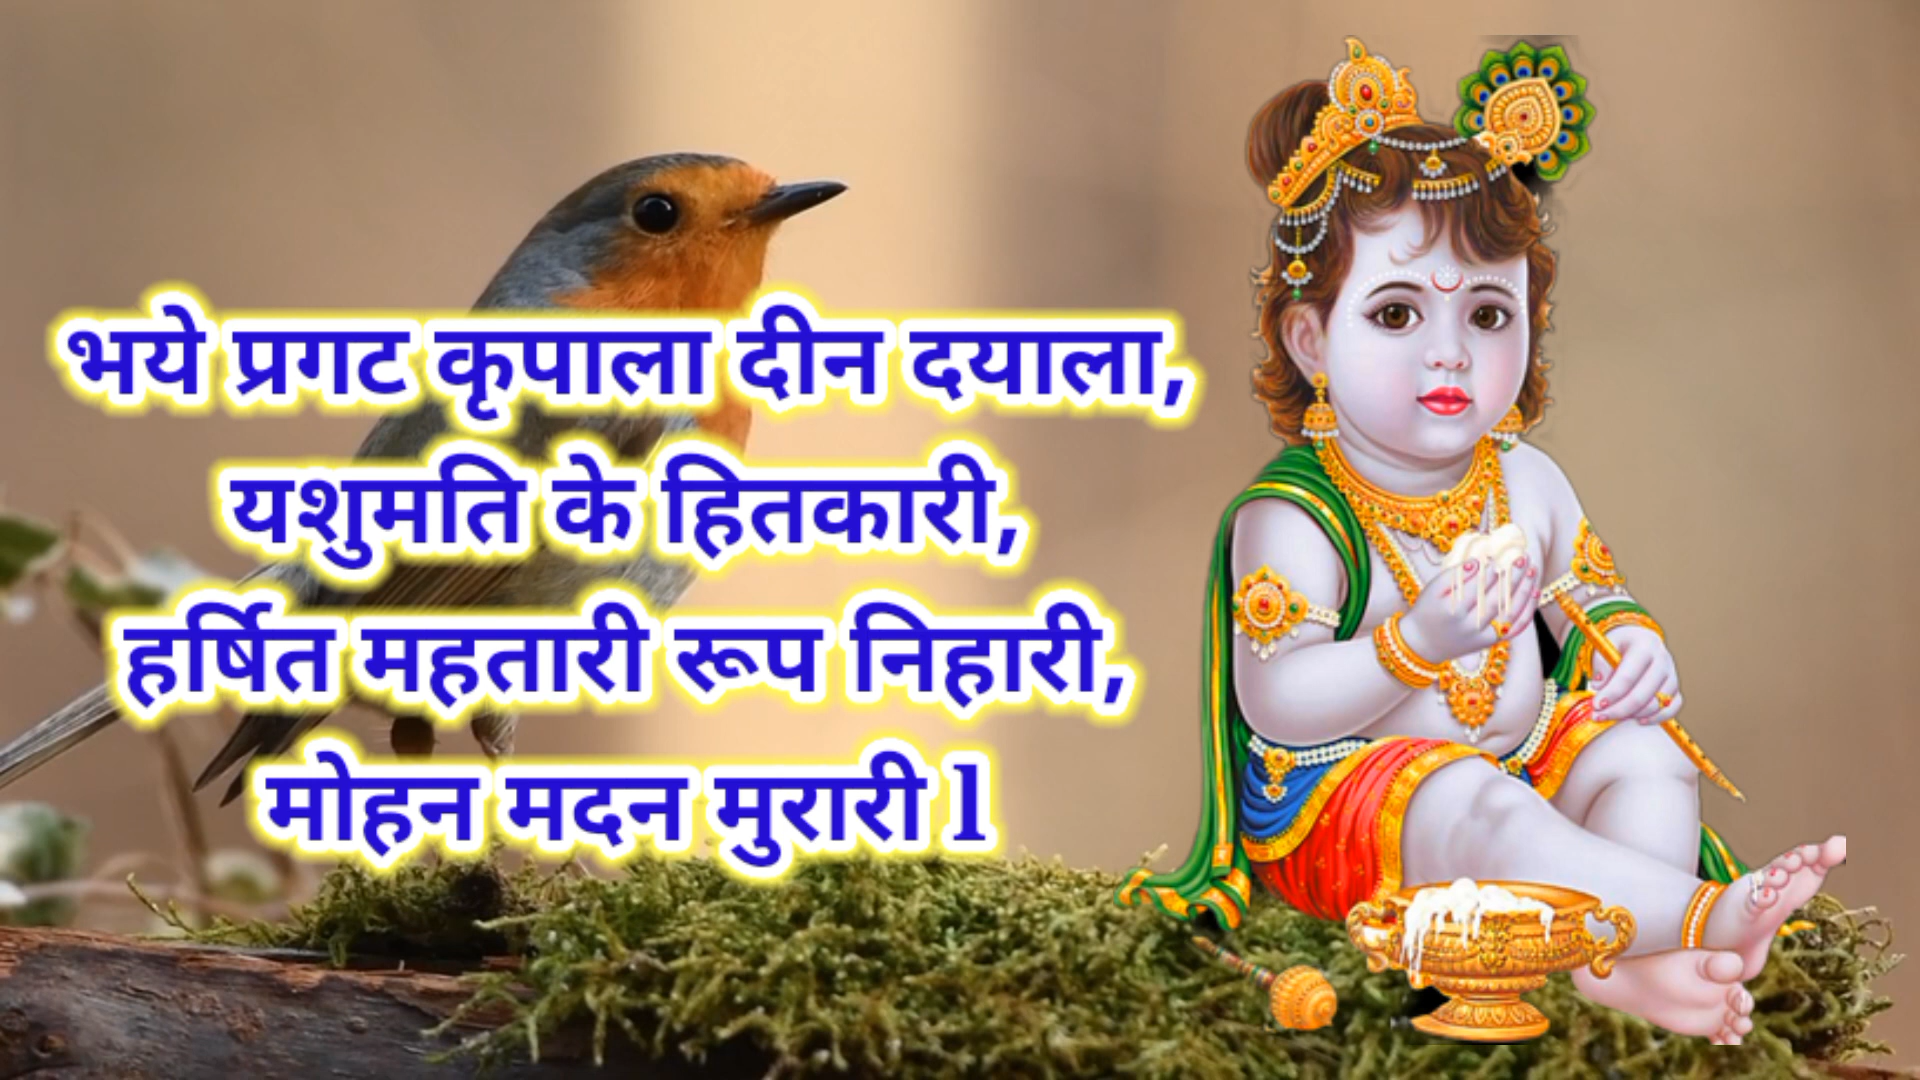 भये प्रगट कृपाला दीन दयाला,
यशुमति के हितकारी,
हर्षित महतारी रूप निहारी,
मोहन मदन मुरारी l